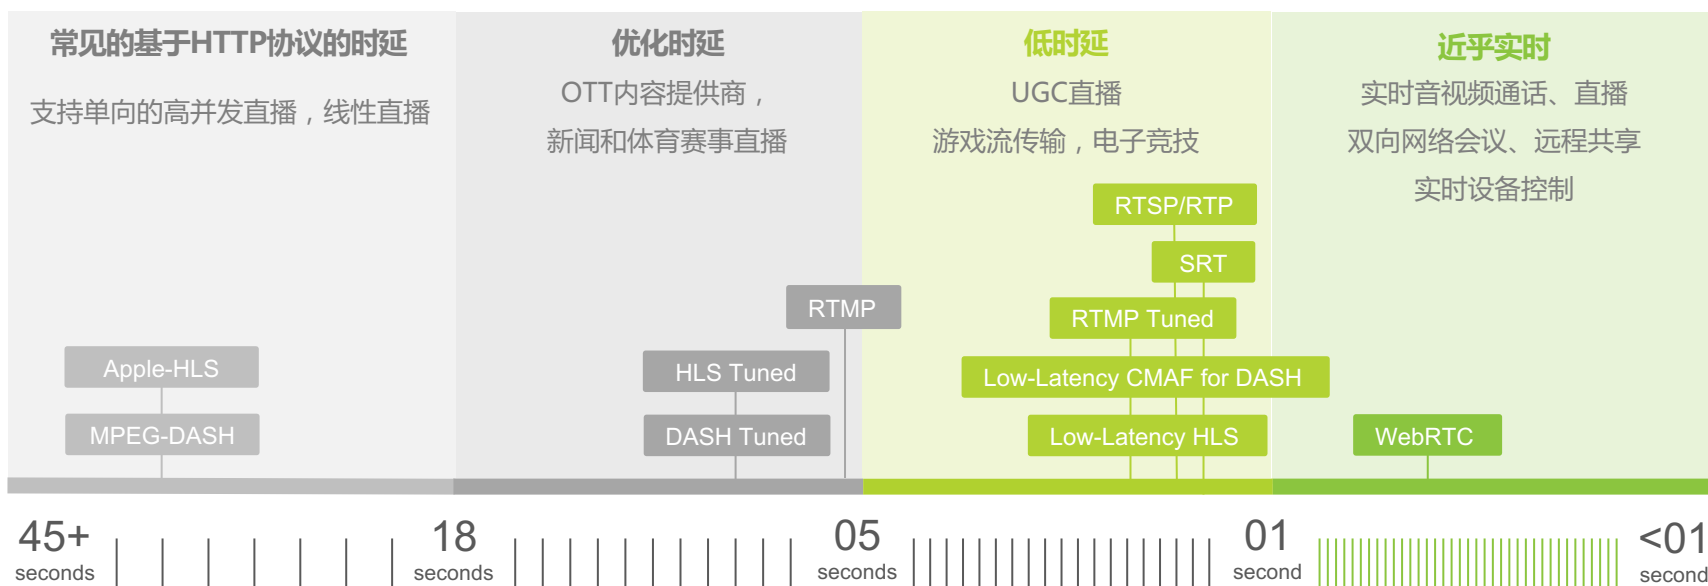 常见的基于HTTP协议的时延
支持单向的高并发直播，线性直播
优化时延
OTT内容提供商，
新闻和体育赛事直播
低时延
UGC直播
游戏流传输，电子竞技
近乎实时
实时音视频通话、直播
双向网络会议、远程共享
实时设备控制
RTSP/RTP
SRT
RTMP
RTMP Tuned
Apple-HLS
HLS Tuned
Low-Latency CMAF for DASH
MPEG-DASH
DASH Tuned
Low-Latency HLS
WebRTC
45+
seconds
18
seconds
05
seconds
01
second
<01
second